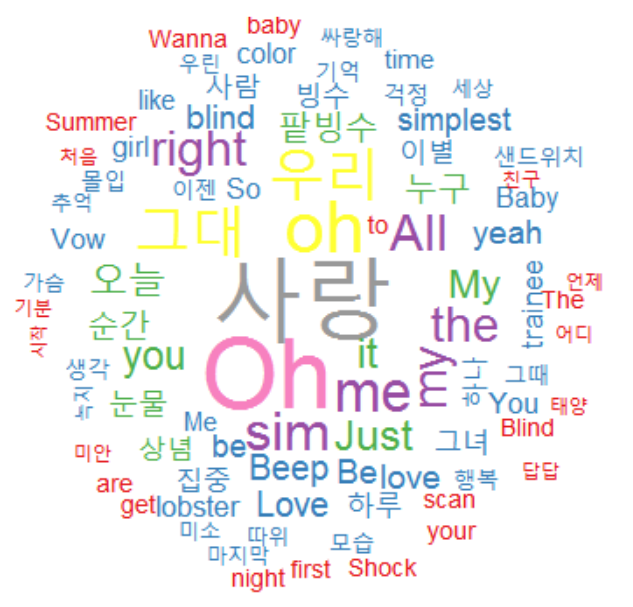 Wanna baby 싸랑해
우린 color 기억 time
like 사람 빙수 걱정 세상
Summer blind 팥빙수 simplest
처음 girl right 우리 이별 샌드위치
몰입 이젠 So 누구 친구
추억 그대 oh to All Baby
Vow yeah
가슴 오늘 사랑 My trainee 언제
기분 순간 the The
시작 you Oh it my 어디
생각 me 하나 그때
녹지 눈물 Me sim Just You 태양
미안 상념 be 그녀 Blind
are 집중 Beep Be love 행복 답답
get lobster Love 하루 scan
미소 따위 모습 your
마지막
night first Shock